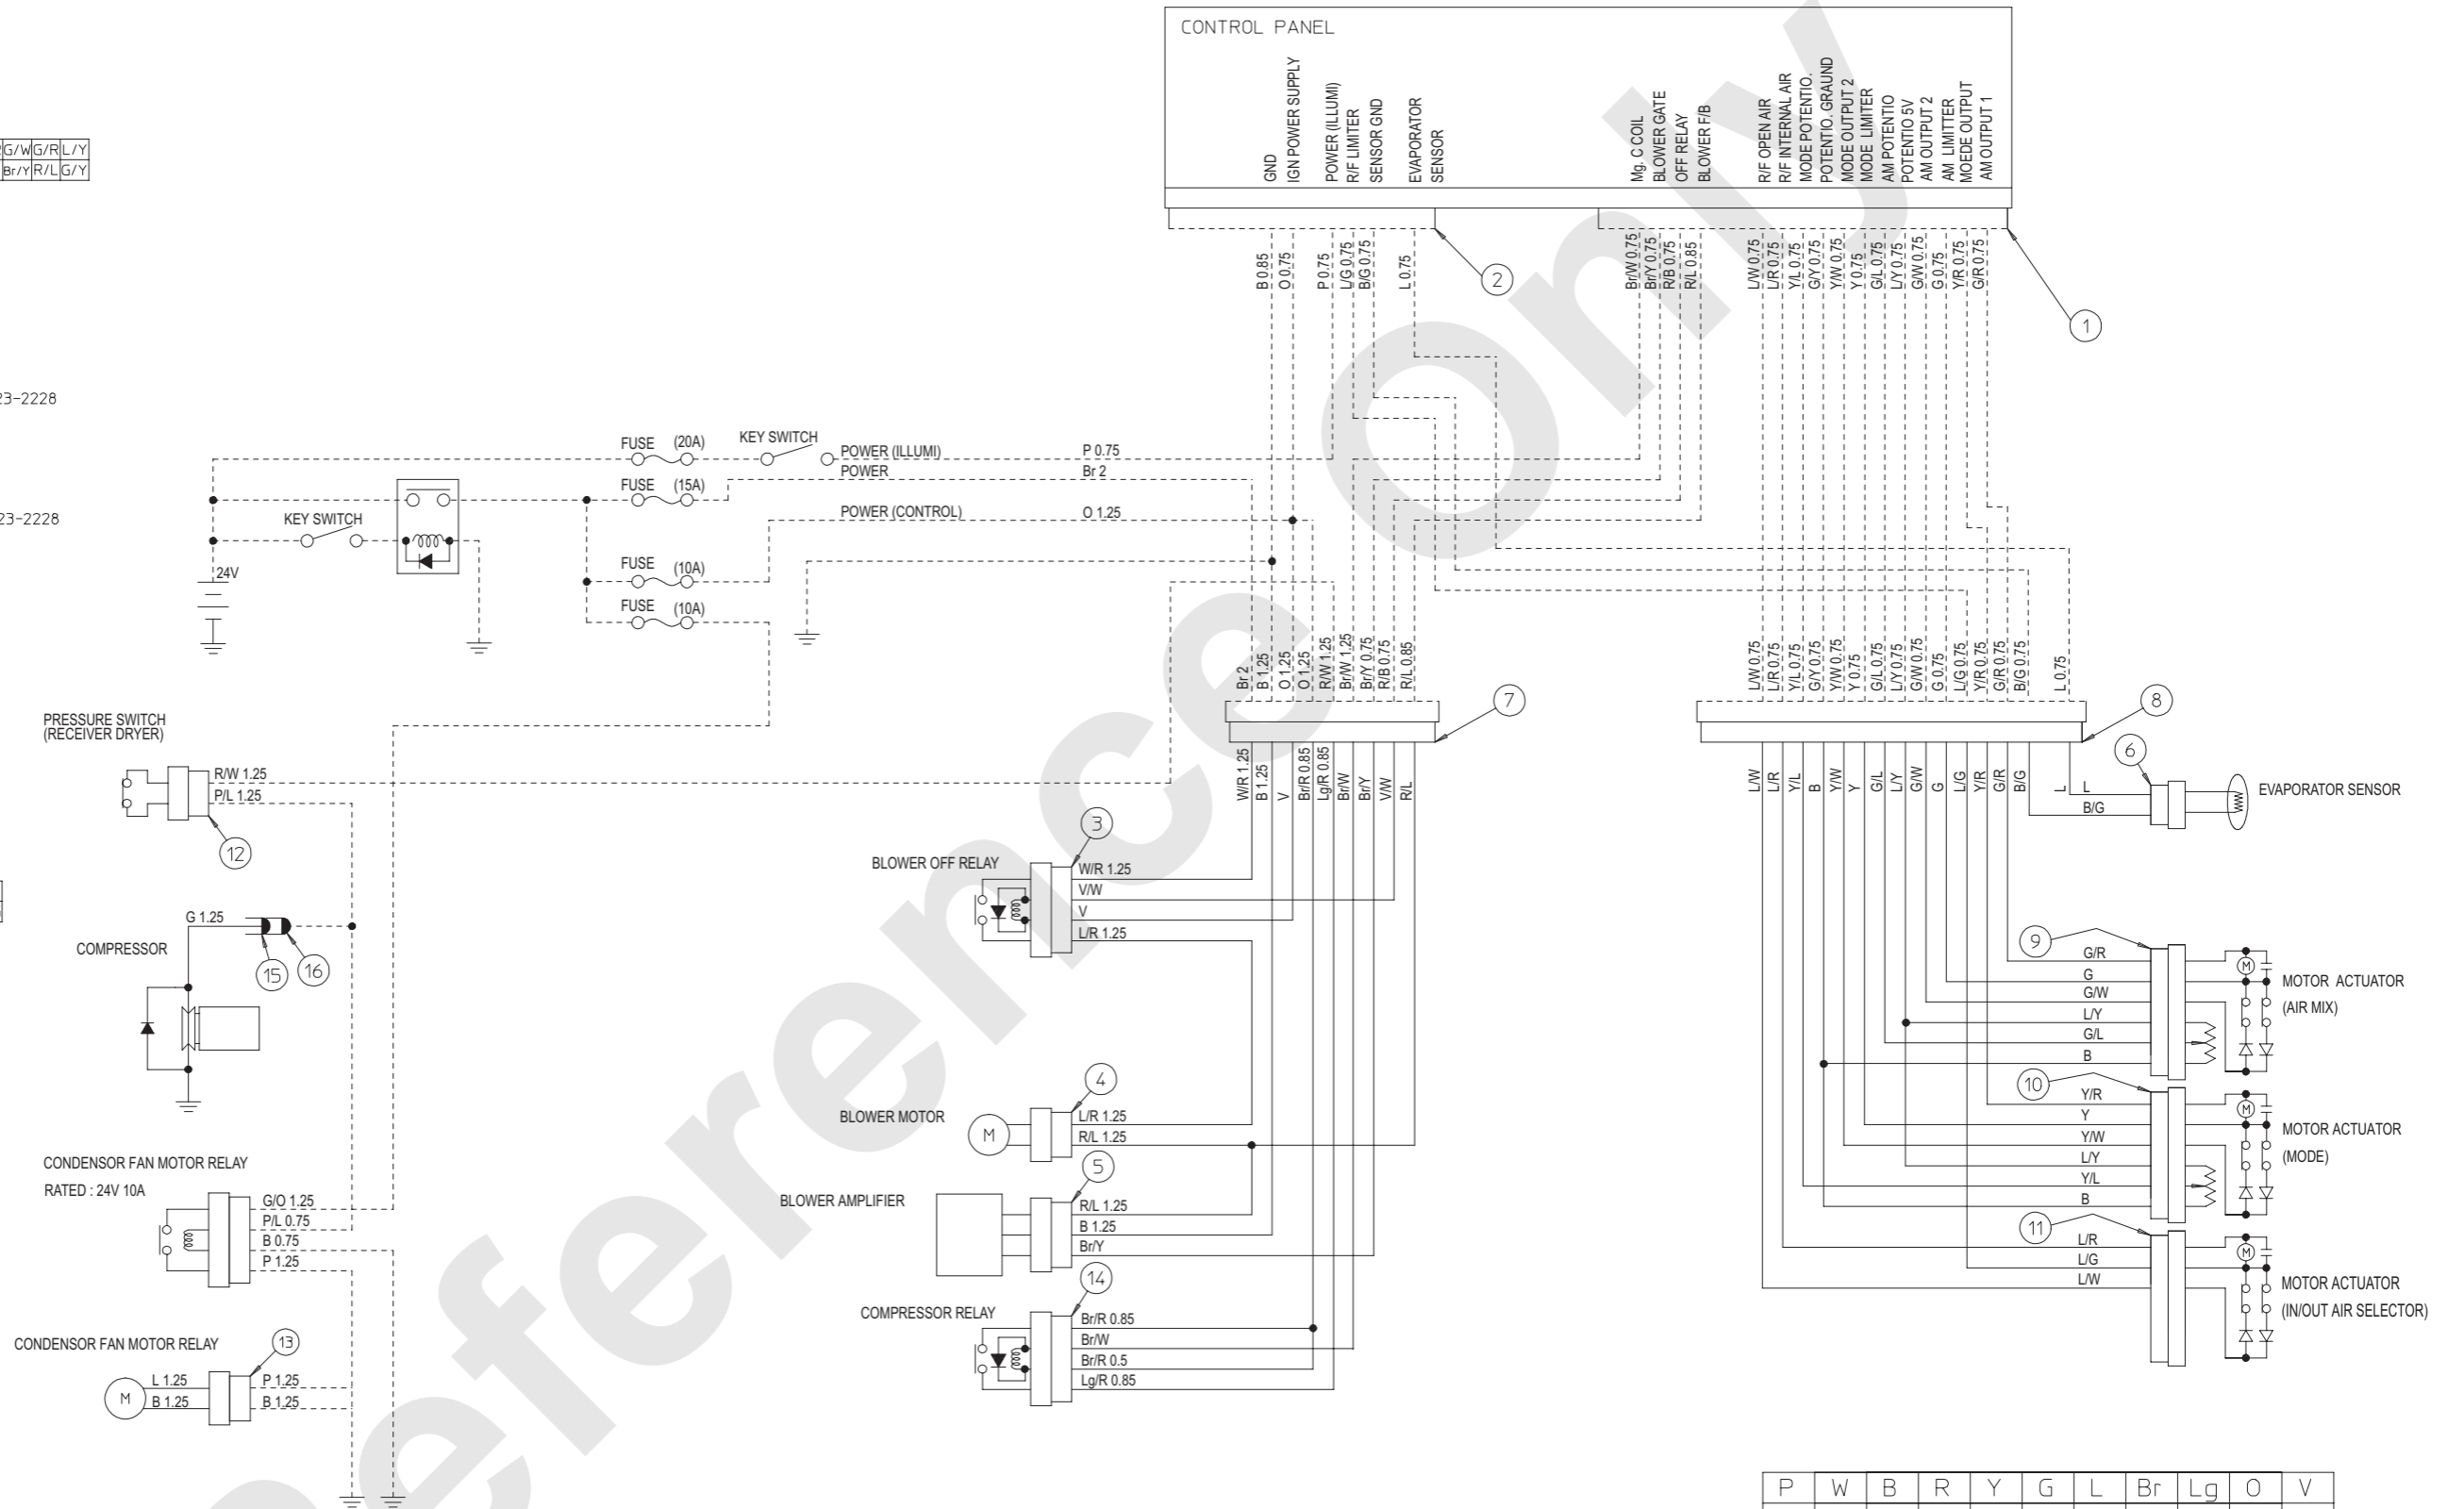 CONTROL PANEL
GND
IGN POWER SUPPLY
POWER (ILLUMI)
R/F LIMITER
SENSOR GND
EVAPORATOR
SENSOR
Mg. C COIL
BLOWER GATE
OFF RELAY
BLOWER F/B
R/F OPEN AIR
R/F INTERNAL AIR
MODE POTENTIO.
POTENTIO. GRAUND
MODE OUTPUT 2
MODE LIMITER
AM POTENTIO
POTENTIO 5V
AM OUTPUT 2
AM LIMITTER
MOEDE OUTPUT
AM OUTPUT 1
G/W G/R L/Y
Br/Y R/L G/Y
B 0.85
O 0.75
P 0.75
L/G 0.75
B/G 0.75
L 0.75
Br/W 0.75
Br/Y 0.75
R/B 0.75
R/L 0.85
L/W 0.75
L/R 0.75
Y/L 0.75
G/Y 0.75
Y/W 0.75
Y 0.75
G/L 0.75
L/Y 0.75
G/W 0.75
G 0.75
Y/R 0.75
G/R 0.75
2
1
23-2228
23-2228
FUSE (20A)
KEY SWITCH
POWER (ILLUMI)
P 0.75
POWER
Br 2
FUSE (15A)
KEY SWITCH
POWER (CONTROL)
O 1.25
24V
FUSE (10A)
FUSE (10A)
Br 2
B 1.25
O 1.25
O 1.25
R/W 1.25
Br/W 1.25
Br/Y 0.75
R/B 0.75
R/L 0.85
L/W 0.75
L/R 0.75
Y/L 0.75
G/Y 0.75
Y/W 0.75
Y 0.75
G/L 0.75
L/Y 0.75
G/W 0.75
G 0.75
L/G 0.75
Y/R 0.75
G/R 0.75
B/G 0.75
L 0.75
7
8
W/R 1.25
B 1.25
V
Br/R 0.85
Lg/R 0.85
Br/W
Br/Y
V/W
R/L
L/W
L/R
Y/L
B
Y/W
Y
G/L
L/Y
G/W
G
L/G
Y/R
G/R
B/G
L
6
L
B/G
EVAPORATOR SENSOR
PRESSURE SWITCH
(RECEIVER DRYER)
R/W 1.25
P/L 1.25
12
3
BLOWER OFF RELAY
W/R 1.25
V/W
V
L/R 1.25
G 1.25
COMPRESSOR
15
16
9
G/R
G
G/W
L/Y
G/L
B
M
MOTOR ACTUATOR
(AIR MIX)
4
BLOWER MOTOR
M
L/R 1.25
R/L 1.25
10
Y/R
Y
Y/W
L/Y
Y/L
B
M
MOTOR ACTUATOR
(MODE)
CONDENSOR FAN MOTOR RELAY
RATED : 24V 10A
G/O 1.25
P/L 0.75
B 0.75
P 1.25
5
BLOWER AMPLIFIER
R/L 1.25
B 1.25
Br/Y
11
L/R
L/G
L/W
M
MOTOR ACTUATOR
(IN/OUT AIR SELECTOR)
14
COMPRESSOR RELAY
Br/R 0.85
Br/W
Br/R 0.5
Lg/R 0.85
CONDENSOR FAN MOTOR RELAY
13
M
L 1.25
B 1.25
P 1.25
B 1.25
P W B R Y G L Br Lg O V
Reference Only